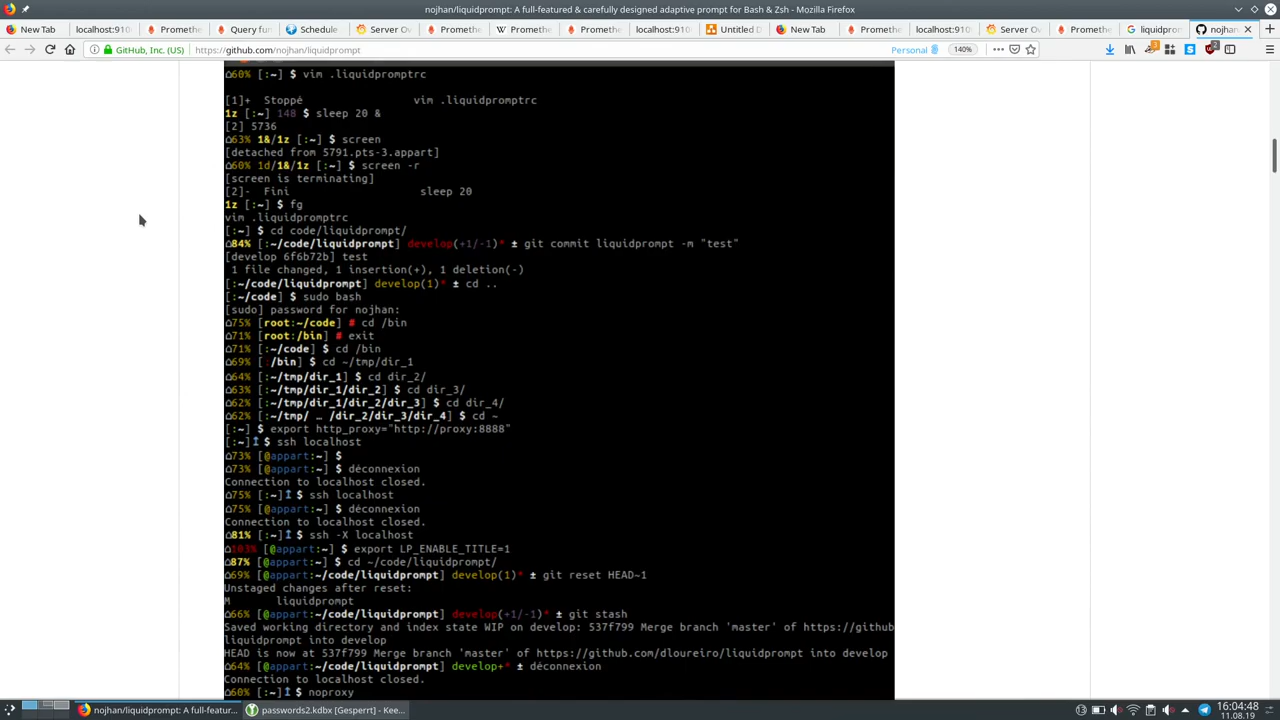 nojhan/liquidprompt: A full-featured & carefully designed adaptive prompt for Bash & Zsh - Mozilla Firefox
New Tab
localhost:9109
Promethe
Query fun
Schedule
Server Ov
Promethe
W Prometh
Promethe
Untitled D
New Tab
localhost:
Server Ov
Promethe
liquidprom
nojhan
GitHub, Inc. (US)
https://github.com/nojhan/liquidprompt
Personal
140%
⌂60% [:~] $ vim .liquidpromptrc
[1]+ Stoppé vim .liquidpromptrc
1z [:~] 148 $ sleep 20 &
[2] 5736
⌂63% 1&/1z [:~] $ screen
[detached from 5791.pts-3.appart]
⌂60% 1d/1&/1z [:~] $ screen -r
[screen is terminating]
[2]- Fini sleep 20
1z [:~] $ fg
vim .liquidpromptrc
[:~] $ cd code/liquidprompt/
⌂84% [:~/code/liquidprompt] develop(+1/-1)* ± git commit liquidprompt -m "test"
[develop 6f6b72b] test
1 file changed, 1 insertion(+), 1 deletion(-)
[:~/code/liquidprompt] develop(1)* ± cd ..
[:~/code] $ sudo bash
[sudo] password for nojhan:
⌂75% [root:~/code] # cd /bin
⌂71% [root:/bin] # exit
⌂71% [:~/code] $ cd /bin
⌂69% [:/bin] $ cd ~/tmp/dir_1
⌂64% [:~/tmp/dir_1] $ cd dir_2/
⌂63% [:~/tmp/dir_1/dir_2] $ cd dir_3/
⌂62% [:~/tmp/dir_1/dir_2/dir_3] $ cd dir_4/
⌂62% [:~/tmp/ … /dir_2/dir_3/dir_4] $ cd ~
[:~] $ export http_proxy="http://proxy:8888"
[:~]↥ $ ssh localhost
⌂73% [@appart:~] $
⌂73% [@appart:~] $ déconnexion
Connection to localhost closed.
⌂75% [:~]↥ $ ssh localhost
⌂75% [@appart:~] $ déconnexion
Connection to localhost closed.
⌂81% [:~]↥ $ ssh -X localhost
⌂103% [@appart:~] $ export LP_ENABLE_TITLE=1
⌂87% [@appart:~] $ cd ~/code/liquidprompt/
⌂69% [@appart:~/code/liquidprompt] develop(1)* ± git reset HEAD~1
Unstaged changes after reset:
M liquidprompt
⌂66% [@appart:~/code/liquidprompt] develop(+1/-1)* ± git stash
Saved working directory and index state WIP on develop: 537f799 Merge branch 'master' of https://github
liquidprompt into develop
HEAD is now at 537f799 Merge branch 'master' of https://github.com/dloureiro/liquidprompt into develop
⌂64% [@appart:~/code/liquidprompt] develop+* ± déconnexion
Connection to localhost closed.
⌂60% [:~]↥ $ noproxy
nojhan/liquidprompt: A full-featur...
passwords2.kdbx [Gesperrt] - Kee...
16:04:48
11.08.19